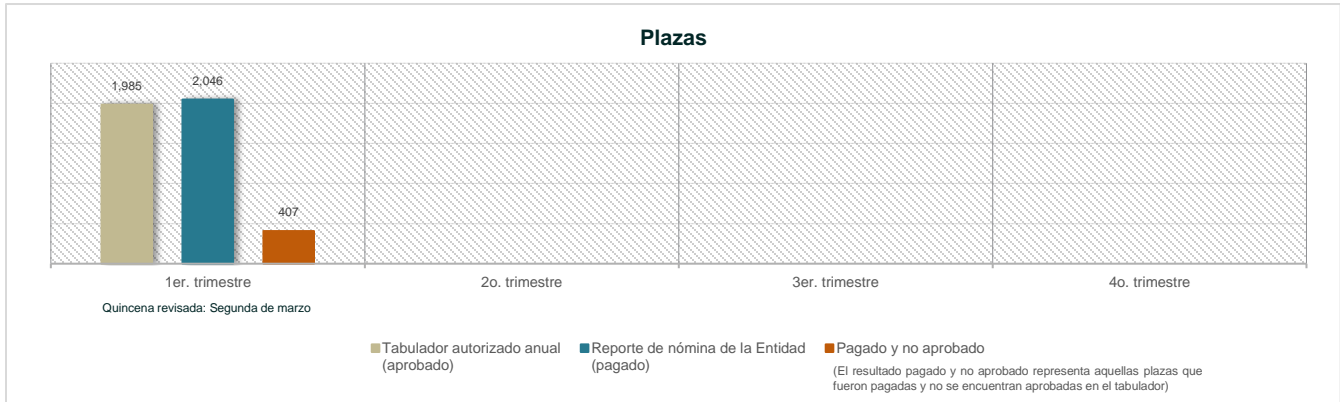 Plazas
1,985
2,046
407
1er. trimestre
2o. trimestre
3er. trimestre
4o. trimestre
Quincena revisada: Segunda de marzo
Tabulador autorizado anual
(aprobado)
Reporte de nómina de la Entidad
(pagado)
Pagado y no aprobado
(El resultado pagado y no aprobado representa aquellas plazas que
fueron pagadas y no se encuentran aprobadas en el tabulador)